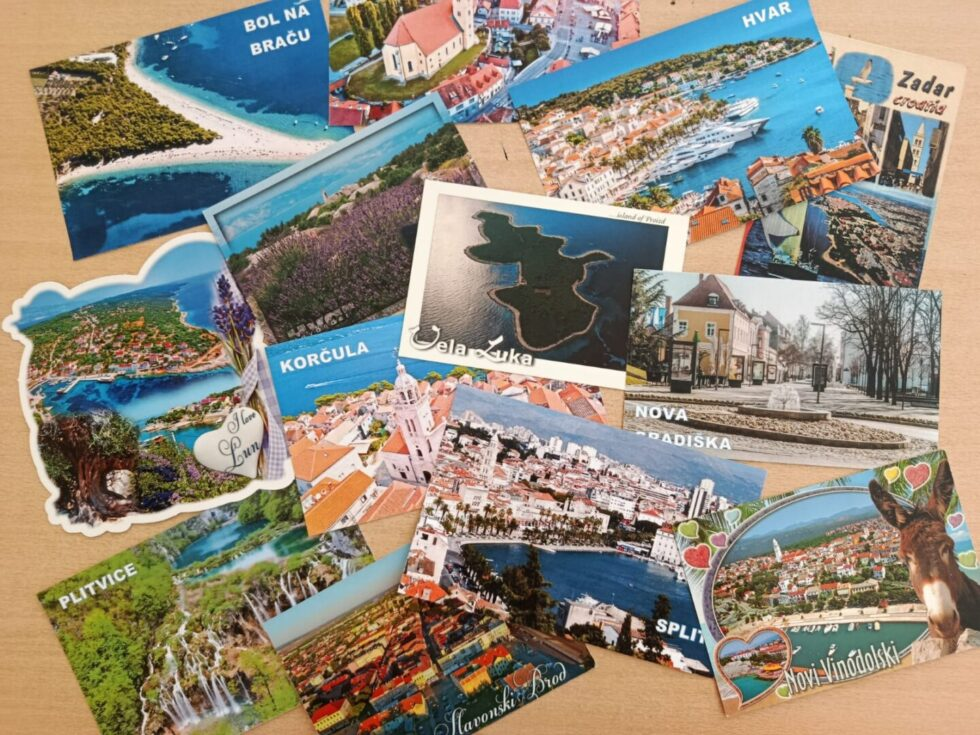 BOL NA
BRAČU
HVAR
Zadar
croatia
island of Proizd
Vela Luka
KORČULA
NOVA
GRADIŠKA
I love
Lun
PLITVICE
SPLIT
Slavonski Brod
Novi Vinodolski